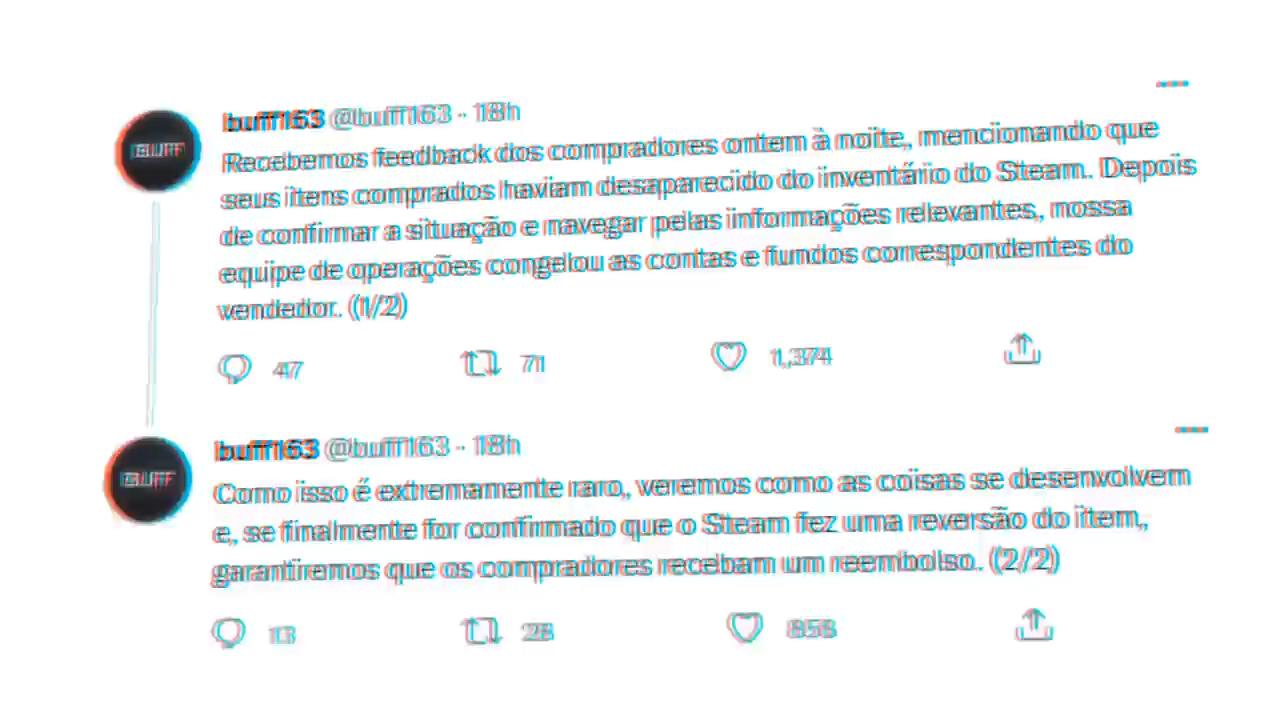 buff163 @buff163 · 18h
Recebemos feedback dos compradores ontem à noite, mencionando que
seus itens comprados haviam desaparecido do inventário do Steam. Depois
de confirmar a situação e navegar pelas informações relevantes, nossa
equipe de operações congelou as contas e fundos correspondentes do
vendedor. (1/2)
47 71 1,374
buff163 @buff163 · 18h
Como isso é extremamente raro, veremos como as coisas se desenvolvem
e, se finalmente for confirmado que o Steam fez uma reversão do item,
garantiremos que os compradores recebam um reembolso. (2/2)
13 28
BUFF
BUFF